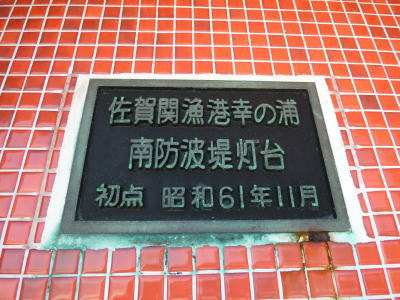 佐賀関漁港幸の浦
南防波堤灯台
初点 昭和61年11月